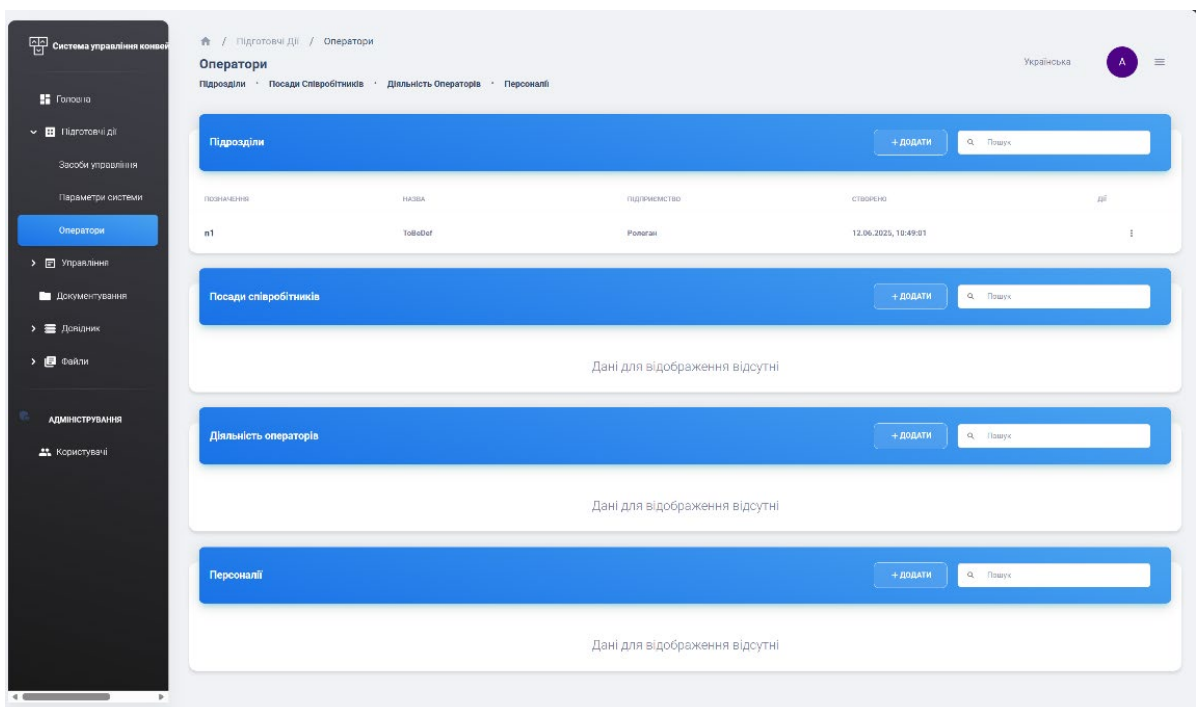 Система управління конвей
Головна
Підготовчі дії
Засоби управління
Параметри системи
Оператори
Управління
Документування
Довідник
Файли
АДМІНІСТРУВАННЯ
Користувачі
/ Підготовчі Дії / Оператори
Оператори
Підрозділи · Посади Співробітників · Діяльність Операторів · Персоналії
Українська
A
Підрозділи
+ ДОДАТИ
Пошук
ПОЗНАЧЕННЯ НАЗВА ПІДПРИЄМСТВО СТВОРЕНО ДІЇ
п1 ToBeDef Рологан 12.06.2025, 10:49:01
Посади співробітників
+ ДОДАТИ
Пошук
Дані для відображення відсутні
Діяльність операторів
+ ДОДАТИ
Пошук
Дані для відображення відсутні
Персоналії
+ ДОДАТИ
Пошук
Дані для відображення відсутні